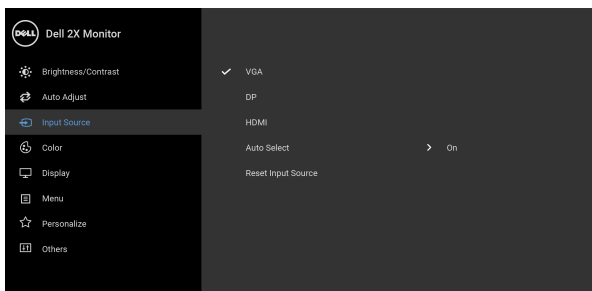 DELL Dell 2X Monitor
Brightness/Contrast
VGA
Auto Adjust
DP
Input Source
HDMI
Color
Auto Select On
Display
Reset Input Source
Menu
Personalize
Others